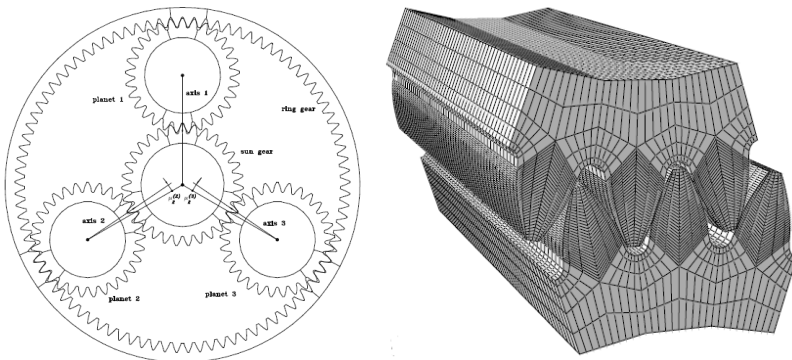 axis 1
planet 1
ring gear
sun gear
axis 2
axis 3
planet 2
planet 3